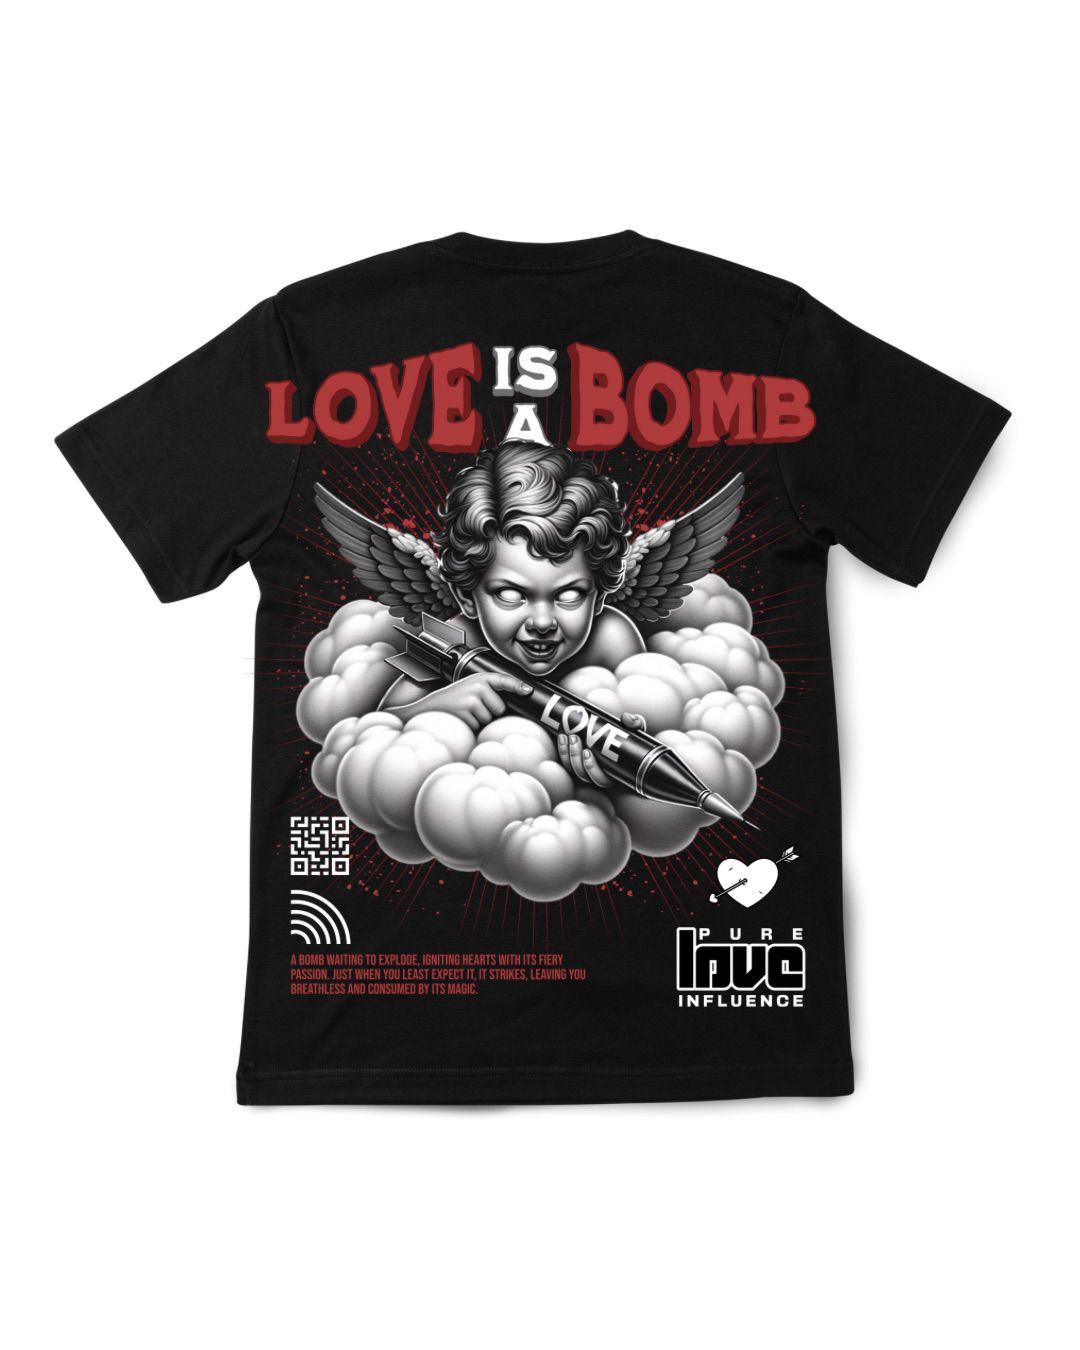 LOVE IS A BOMB
LOVE
A BOMB WAITING TO EXPLODE, IGNITING HEARTS WITH ITS FIERY
PASSION. JUST WHEN YOU LEAST EXPECT IT, IT STRIKES, LEAVING YOU
BREATHLESS AND CONSUMED BY ITS MAGIC.
PURE
love
INFLUENCE